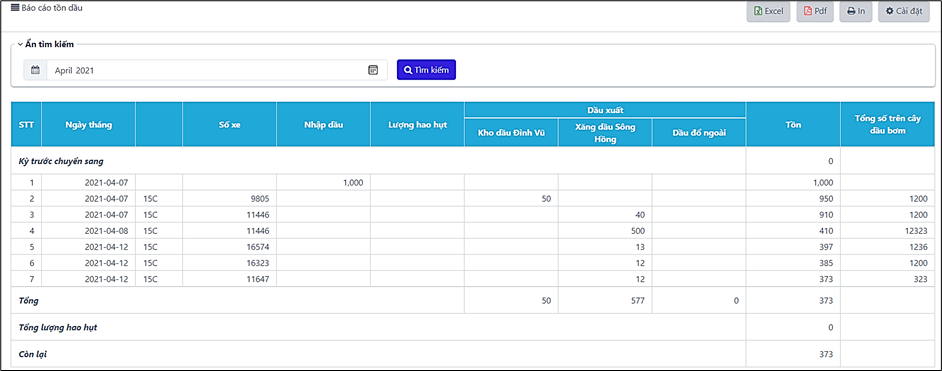 Báo cáo tồn dầu
Excel Pdf In Cài đặt
Ẩn tìm kiếm
April 2021 Tìm kiếm
STT Ngày tháng Số xe Nhập dầu Lượng hao hụt Dầu xuất Tồn Tổng số trên cây dầu bơm
Kho dầu Đình Vũ Xăng dầu Sông Hồng Dầu đổ ngoài
Kỳ trước chuyển sang 0
1 2021-04-07 1,000 1,000
2 2021-04-07 15C 9805 50 950 1200
3 2021-04-07 15C 11446 40 910 1200
4 2021-04-08 15C 11446 500 410 12323
5 2021-04-12 15C 16574 13 397 1236
6 2021-04-12 15C 16323 12 385 1200
7 2021-04-12 15C 11647 12 373 323
Tổng 50 577 0 373
Tổng lượng hao hụt 0
Còn lại 373